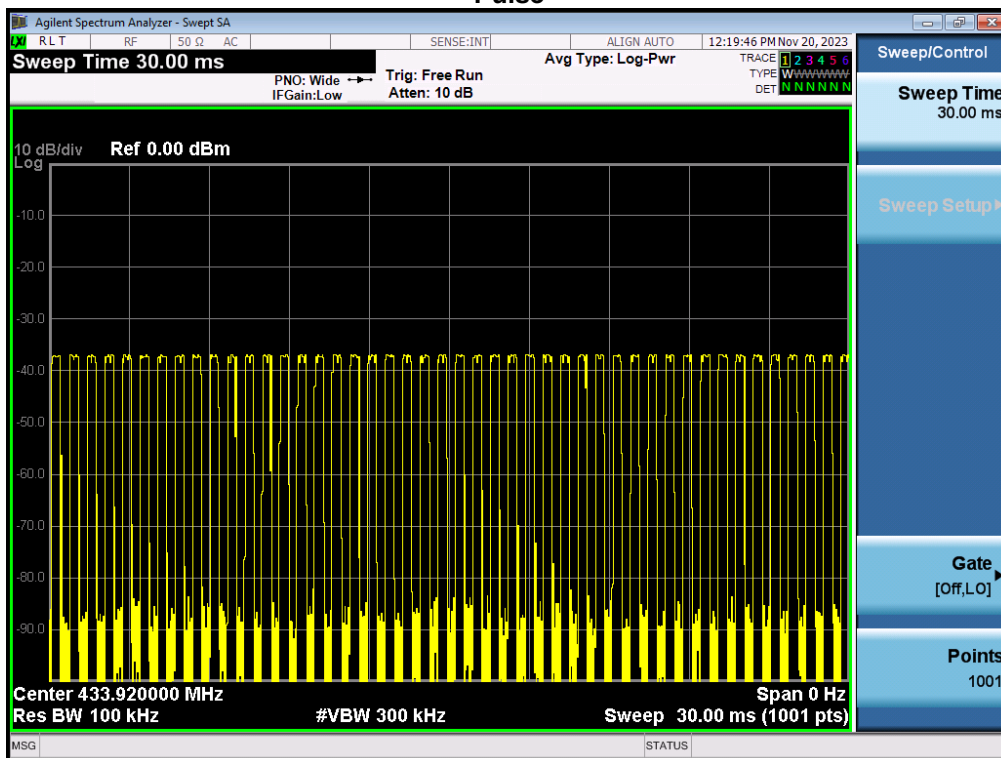 Pulse
Agilent Spectrum Analyzer - Swept SA
LXI RLT RF 50 Ω AC SENSE:INT ALIGN AUTO 12:19:46 PM Nov 20, 2023
Sweep Time 30.00 ms
PNO: Wide
IFGain:Low
Trig: Free Run
Atten: 10 dB
Avg Type: Log-Pwr
TRACE 1 2 3 4 5 6
TYPE WWWWWW
DET N N N N N N
10 dB/div Ref 0.00 dBm
Log
-10.0
-20.0
-30.0
-40.0
-50.0
-60.0
-70.0
-80.0
-90.0
Center 433.920000 MHz Span 0 Hz
Res BW 100 kHz #VBW 300 kHz Sweep 30.00 ms (1001 pts)
MSG STATUS
Sweep/Control
Sweep Time
30.00 ms
Sweep Setup
Gate
[Off,LO]
Points
1001